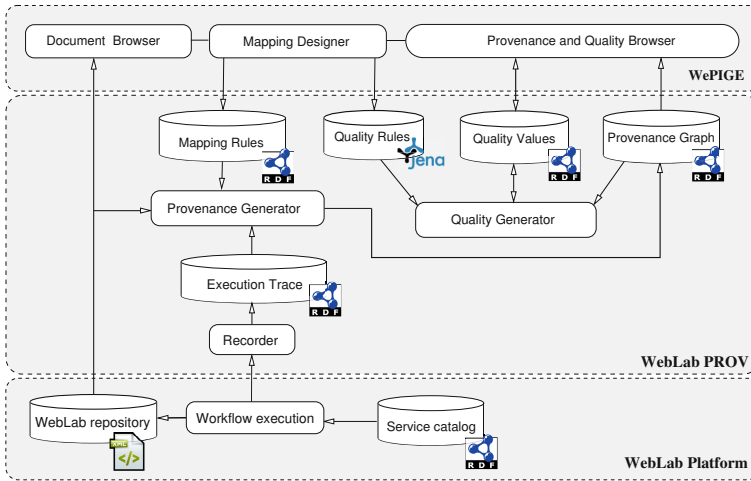 Document Browser
Mapping Designer
Provenance and Quality Browser
WePIGE
Mapping Rules
RDF
Quality Rules
jena
Quality Values
RDF
Provenance Graph
RDF
Provenance Generator
Quality Generator
Execution Trace
RDF
Recorder
WebLab PROV
WebLab repository
XML
</>
Workflow execution
Service catalog
RDF
WebLab Platform